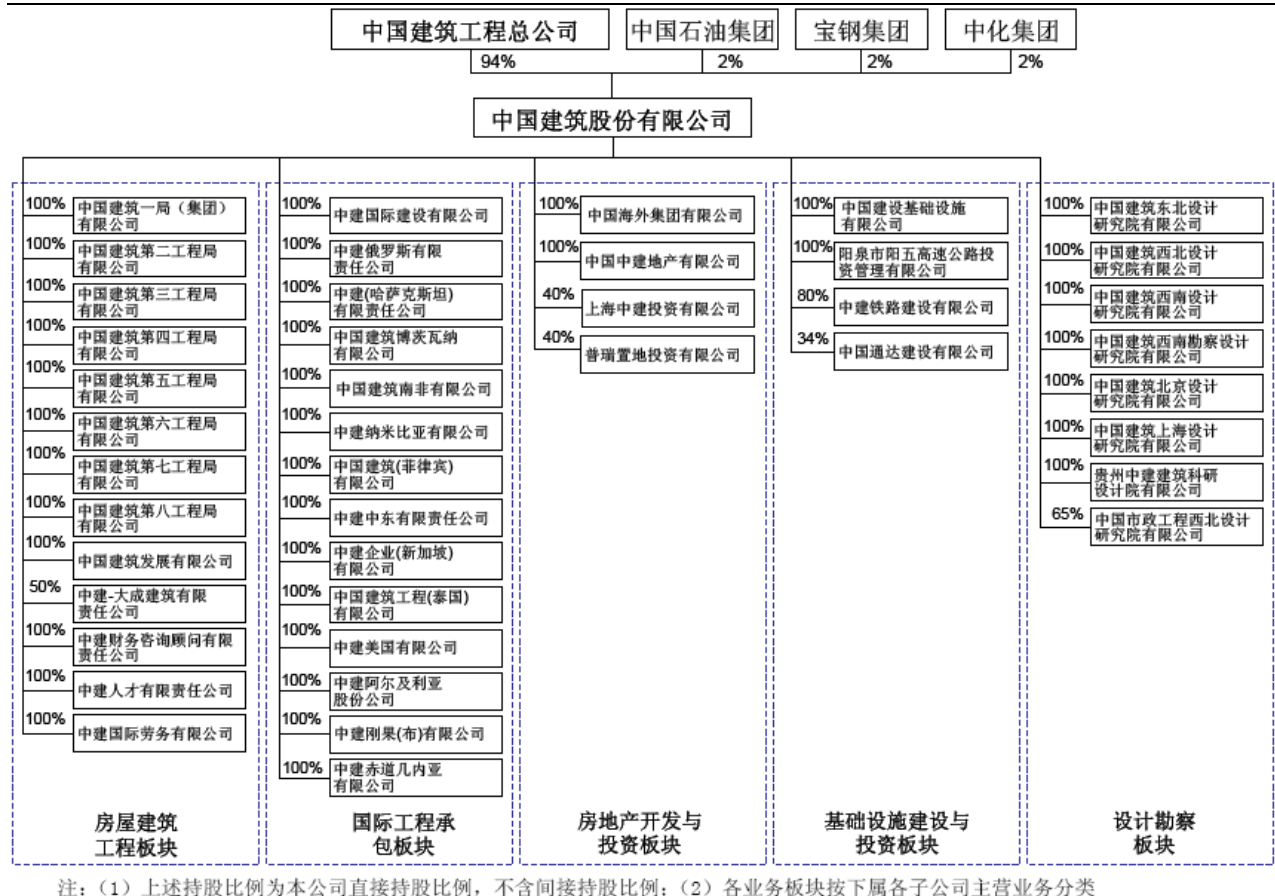 中国建筑工程总公司
中国石油集团
宝钢集团
中化集团
94%
2%
2%
2%
中国建筑股份有限公司
100%
中国建筑一局（集团）
有限公司
100%
中国建筑第二工程局
有限公司
100%
中国建筑第三工程局
有限公司
100%
中国建筑第四工程局
有限公司
100%
中国建筑第五工程局
有限公司
100%
中国建筑第六工程局
有限公司
100%
中国建筑第七工程局
有限公司
100%
中国建筑第八工程局
有限公司
100%
中国建筑发展有限公司
50%
中建-大成建筑有限
责任公司
100%
中建财务咨询顾问有限
责任公司
100%
中建人才有限责任公司
100%
中建国际劳务有限公司
房屋建筑
工程板块
100%
中建国际建设有限公司
100%
中建俄罗斯有限
责任公司
100%
中建(哈萨克斯坦)
有限责任公司
100%
中国建筑博茨瓦纳
有限公司
100%
中国建筑南非有限公司
100%
中建纳米比亚有限公司
100%
中国建筑(菲律宾)
有限公司
100%
中建中东有限责任公司
100%
中建企业(新加坡)
有限公司
100%
中国建筑工程(泰国)
有限公司
100%
中建美国有限公司
100%
中建阿尔及利亚
股份公司
100%
中建刚果(布)有限公司
100%
中建赤道几内亚
有限公司
国际工程承
包板块
100%
中国海外集团有限公司
100%
中国中建地产有限公司
40%
上海中建投资有限公司
40%
普瑞置地投资有限公司
房地产开发与
投资板块
100%
中国建设基础设施
有限公司
100%
阳泉市阳五高速公路投
资管理有限公司
80%
中建铁路建设有限公司
34%
中国通达建设有限公司
基础设施建设与
投资板块
100%
中国建筑东北设计
研究院有限公司
100%
中国建筑西北设计
研究院有限公司
100%
中国建筑西南设计
研究院有限公司
100%
中国建筑西南勘察设计
研究院有限公司
100%
中国建筑北京设计
研究院有限公司
100%
中国建筑上海设计
研究院有限公司
100%
贵州中建建筑科研
设计院有限公司
65%
中国市政工程西北设计
研究院有限公司
设计勘察
板块
注：（1）上述持股比例为本公司直接持股比例，不含间接持股比例；（2）各业务板块按下属各子公司主营业务分类